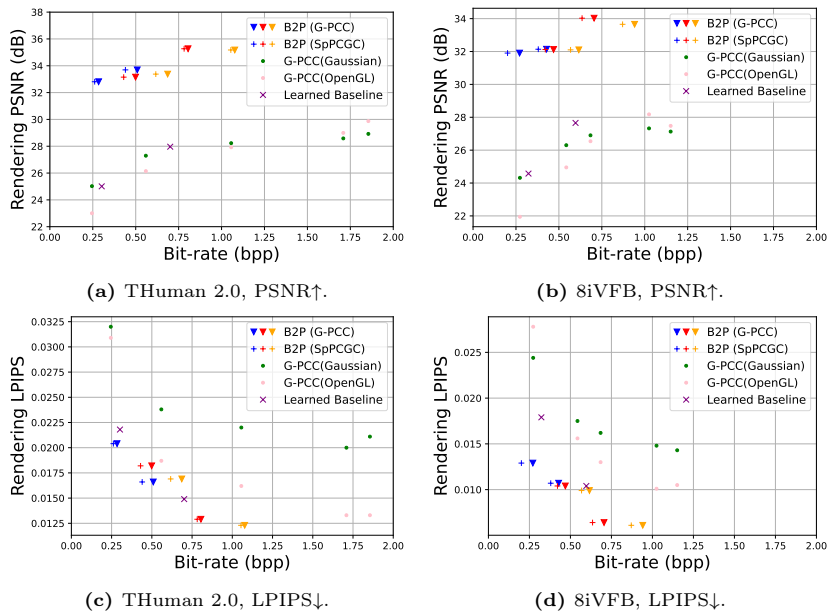 Rendering PSNR (dB)
38
36
34
32
30
28
26
24
22
0.00 0.25 0.50 0.75 1.00 1.25 1.50 1.75 2.00
Bit-rate (bpp)
B2P (G-PCC)
B2P (SpPCGC)
G-PCC(Gaussian)
G-PCC(OpenGL)
Learned Baseline
(a) THuman 2.0, PSNR↑.
Rendering PSNR (dB)
34
32
30
28
26
24
22
0.00 0.25 0.50 0.75 1.00 1.25 1.50 1.75 2.00
Bit-rate (bpp)
B2P (G-PCC)
B2P (SpPCGC)
G-PCC(Gaussian)
G-PCC(OpenGL)
Learned Baseline
(b) 8iVFB, PSNR↑.
Rendering LPIPS
0.0325
0.0300
0.0275
0.0250
0.0225
0.0200
0.0175
0.0150
0.0125
0.00 0.25 0.50 0.75 1.00 1.25 1.50 1.75 2.00
Bit-rate (bpp)
B2P (G-PCC)
B2P (SpPCGC)
G-PCC(Gaussian)
G-PCC(OpenGL)
Learned Baseline
(c) THuman 2.0, LPIPS↓.
Rendering LPIPS
0.025
0.020
0.015
0.010
0.00 0.25 0.50 0.75 1.00 1.25 1.50 1.75 2.00
Bit-rate (bpp)
B2P (G-PCC)
B2P (SpPCGC)
G-PCC(Gaussian)
G-PCC(OpenGL)
Learned Baseline
(d) 8iVFB, LPIPS↓.